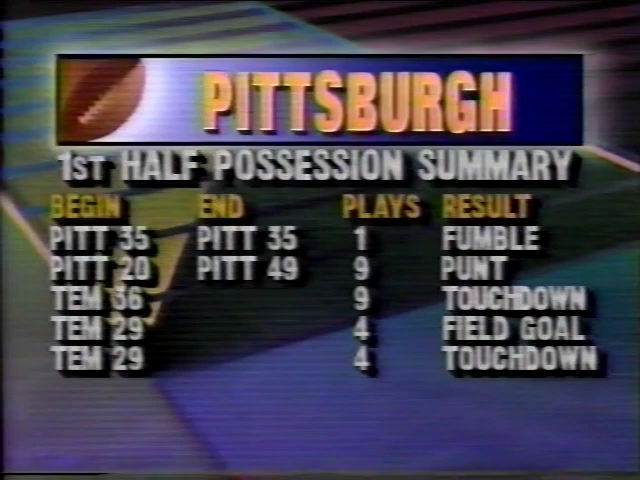 PITTSBURGH
1ST HALF POSSESSION SUMMARY
BEGIN END PLAYS RESULT
PITT 35 PITT 35 1 FUMBLE
PITT 20 PITT 49 9 PUNT
TEM 36 9 TOUCHDOWN
TEM 29 4 FIELD GOAL
TEM 29 4 TOUCHDOWN